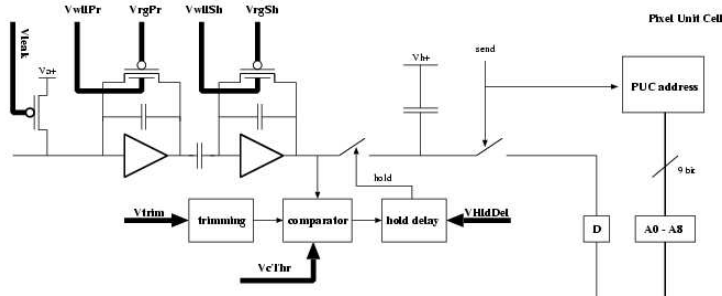 VwllPr VrgPr VwllSh VrgSh
Pixel Unit Cell
Vleak
Va+
Vh+
send
PUC address
hold
9 bit
Vtrim
trimming
comparator
hold delay
VHldDel
D
A0 - A8
VcThr